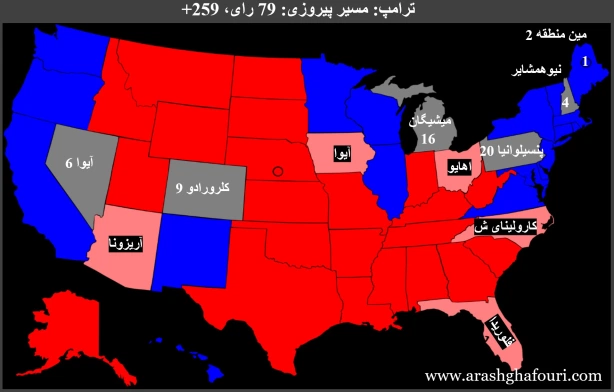 ترامپ: مسیر پیروزی: 79 رای، 259+
مین منطقه 2
1
نیوهمشایر
4
میشیگان
16
پنسیلوانیا 20
آیوا
اهایو
آیوا 6
کلرورادو 9
کارولینای ش
آریزونا
فلوریدا
www.arashghafouri.com